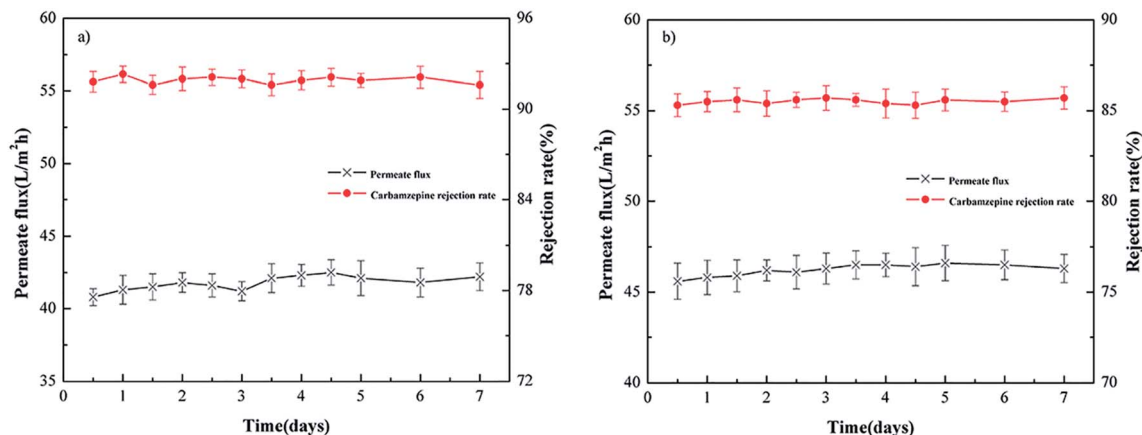 a)
60
55
50
45
40
35
Permeate flux(L/m²h)
96
90
84
78
72
Rejection rate(%)
Permeate flux
Carbamzepine rejection rate
0 1 2 3 4 5 6 7
Time(days)
b)
60
55
50
45
40
Permeate flux(L/m²h)
90
85
80
75
70
Rejection rate(%)
Permeate flux
Carbamzepine rejection rate
0 1 2 3 4 5 6 7
Time(days)